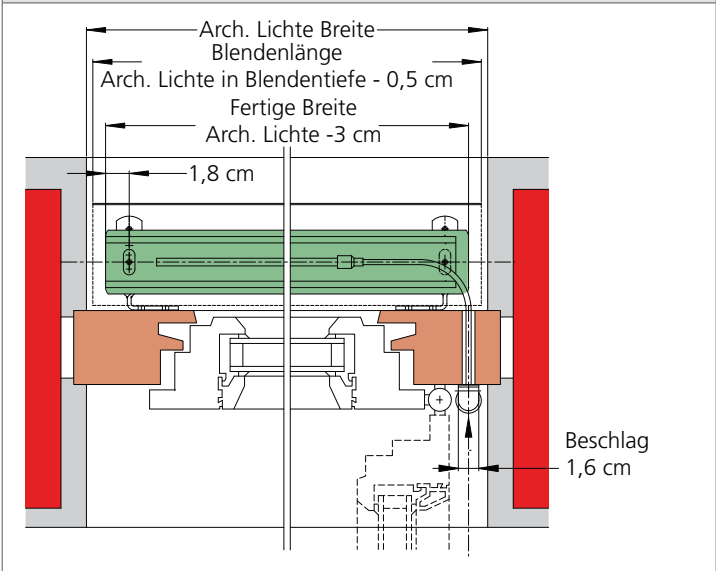 Arch. Lichte Breite
Blendenlänge
Arch. Lichte in Blendentiefe - 0,5 cm
Fertige Breite
Arch. Lichte -3 cm
1,8 cm
Beschlag
1,6 cm